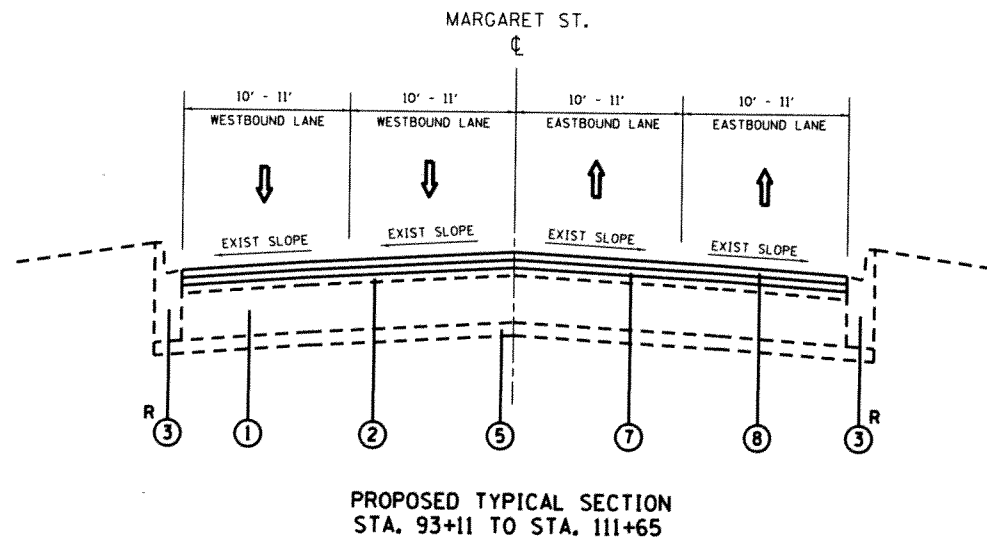 MARGARET ST.
℄
10' - 11' 10' - 11' 10' - 11' 10' - 11'
WESTBOUND LANE WESTBOUND LANE EASTBOUND LANE EASTBOUND LANE
EXIST SLOPE EXIST SLOPE EXIST SLOPE EXIST SLOPE
R 3 1 2 5 7 8 3 R
PROPOSED TYPICAL SECTION
STA. 93+11 TO STA. 111+65